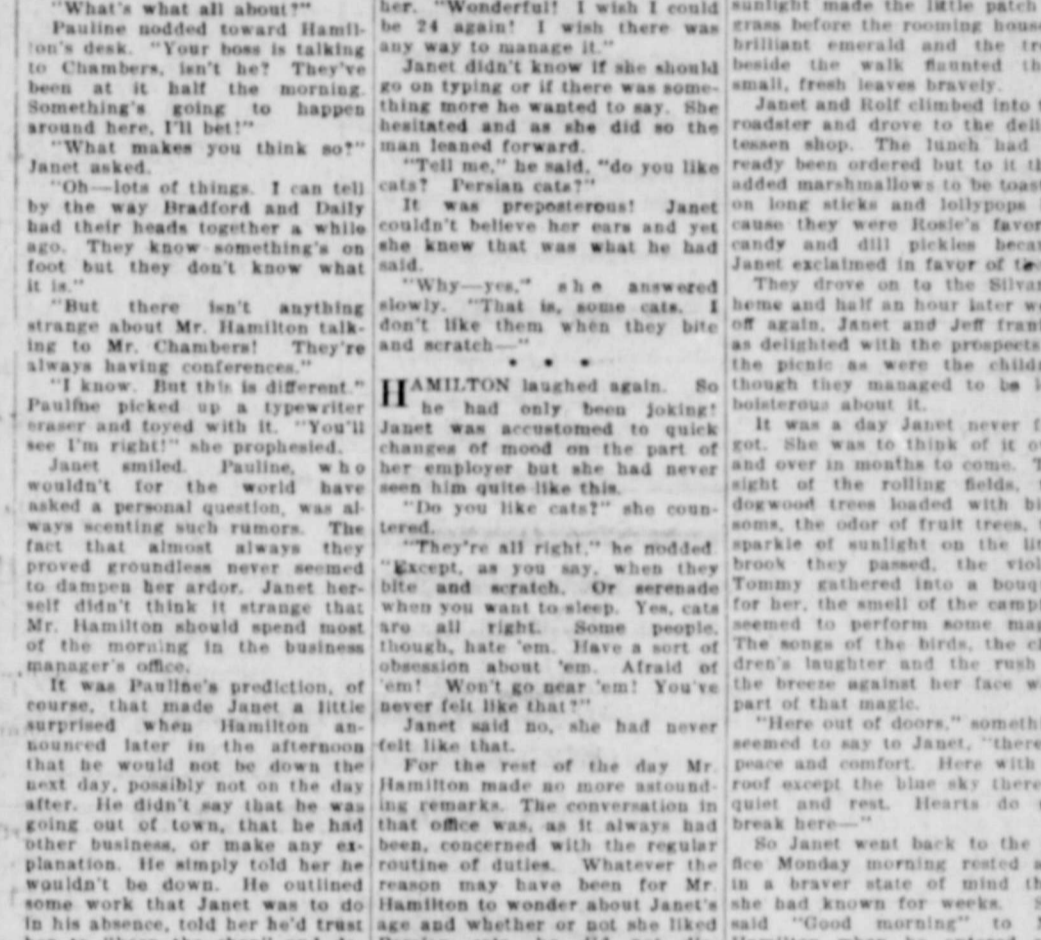 "What's what all about?"
Pauline nodded toward Hamil-
ton's desk. "Your boss is talking
to Chambers, isn't he? They've
been at it half the morning.
Something's going to happen
around here, I'll bet!"
"What makes you think so?"
Janet asked.
"Oh—lots of things. I can tell
by the way Bradford and Daily
had their heads together a while
ago. They know something's on
foot but they don't know what
it is."
"But there isn't anything
strange about Mr. Hamilton talk-
ing to Mr. Chambers! They're
always having conferences."
"I know. But this is different."
Pauline picked up a typewriter
eraser and toyed with it. "You'll
see I'm right!" she prophesied.
Janet smiled. Pauline, who
wouldn't for the world have
asked a personal question, was al-
ways scenting such rumors. The
fact that almost always they
proved groundless never seemed
to dampen her ardor. Janet her-
self didn't think it strange that
Mr. Hamilton should spend most
of the morning in the business
manager's office.
It was Pauline's prediction, of
course, that made Janet a little
surprised when Hamilton an-
nounced later in the afternoon
that he would not be down the
next day, possibly not on the day
after. He didn't say that he was
going out of town, that he had
other business, or make any ex-
planation. He simply told her he
wouldn't be down. He outlined
some work that Janet was to do
in his absence, told her he'd trust
her. "Wonderful! I wish I could
be 24 again! I wish there was
any way to manage it."
Janet didn't know if she should
go on typing or if there was some-
thing more he wanted to say. She
hesitated and as she did so the
man leaned forward.
"Tell me," he said, "do you like
cats? Persian cats?"
It was preposterous! Janet
couldn't believe her ears and yet
she knew that was what he had
said.
"Why—yes," she answered
slowly. "That is, some cats. I
don't like them when they bite
and scratch—"
* * *
HAMILTON laughed again. So
he had only been joking!
Janet was accustomed to quick
changes of mood on the part of
her employer but she had never
seen him quite like this.
"Do you like cats?" she coun-
tered.
"They're all right," he nodded.
"Except, as you say, when they
bite and scratch. Or serenade
when you want to sleep. Yes, cats
are all right. Some people,
though, hate 'em. Have a sort of
obsession about 'em. Afraid of
'em! Won't go near 'em! You've
never felt like that?"
Janet said no, she had never
felt like that.
For the rest of the day Mr.
Hamilton made no more astound-
ing remarks. The conversation in
that office was, as it always had
been, concerned with the regular
routine of duties. Whatever the
reason may have been for Mr.
Hamilton to wonder about Janet's
age and whether or not she liked
sunlight made the little patch
grass before the rooming house
brilliant emerald and the
beside the walk flaunted
small, fresh leaves bravely.
Janet and Rolf climbed into
roadster and drove to the deli
tessen shop. The lunch had
ready been ordered but to it
added marshmallows to be toas
on long sticks and lollypops
cause they were Rosie's favor
candy and dill pickles beca
Janet exclaimed in favor of
They drove on to the Silva
home and half an hour later
off again, Janet and Jeff fran
as delighted with the prospects
the picnic as were the child
though they managed to be
boisterous about it.
It was a day Janet never
got. She was to think of it
and over in months to come.
sight of the rolling fields,
dogwood trees loaded with
soms, the odor of fruit trees,
sparkle of sunlight on the
brook they passed, the
Tommy gathered into a
for her, the smell of the
seemed to perform some
The songs of the birds, the
dren's laughter and the rush
the breeze against her face
part of that magic.
"Here out of doors," somethi
seemed to say to Janet, "there
peace and comfort. Here with
roof except the blue sky there
quiet and rest. Hearts do
break here—"
So Janet went back to the
fice Monday morning rested
in a braver state of mind
she had known for weeks.
said "Good morning" to